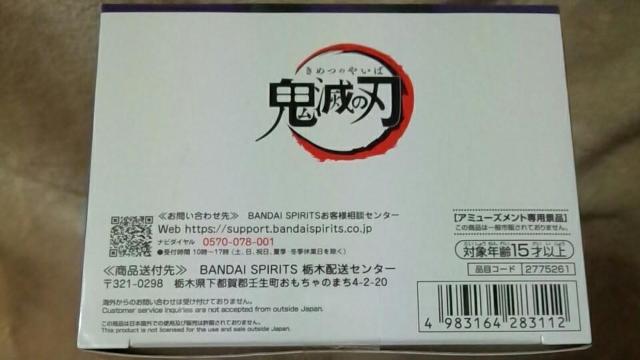 きめつのやいば
鬼滅の刃
≪お問い合わせ先≫ BANDAI SPIRITSお客様相談センター
Web https://support.bandaispirits.co.jp
ナビダイヤル 0570-078-001
●受付時間 10時〜17時 (土、日、祝日、夏季・冬季休業日を除く)
≪商品送付先≫ BANDAI SPIRITS 栃木配送センター
〒321-0298 栃木県下都賀郡壬生町おもちゃのまち4-2-20
海外からのお問い合わせは受け付けておりません。
Customer service inquiries are not accepted from outside Japan.
この商品は日本国外での使用及び販売は許諾されておりません。
This product is not licensed for the use and sale outside Japan.
[アミューズメント専用景品]
この商品は一般市販されておりません。
対象年齢15才以上
品目コード 2775261
4 983164 283112